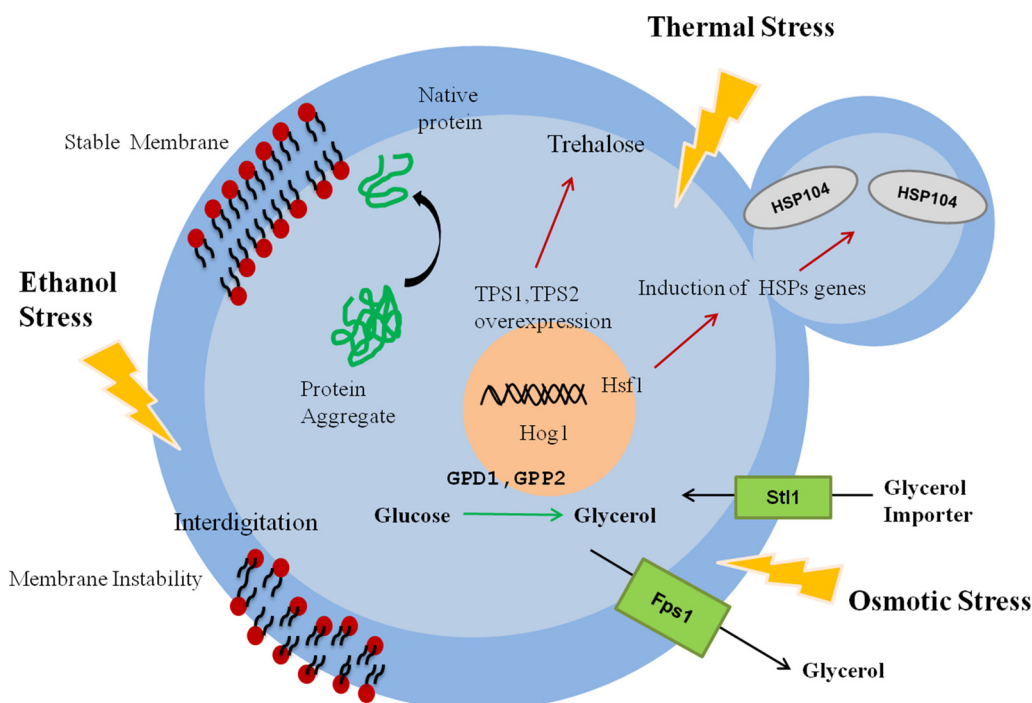 Thermal Stress
Native
protein
Stable Membrane
Trehalose
HSP104
HSP104
Ethanol
Stress
TPS1,TPS2
overexpression
Induction of HSPs genes
Protein
Aggregate
Hsf1
Hog1
GPD1,GPP2
Glucose
Glycerol
Stl1
Glycerol
Importer
Interdigitation
Membrane Instability
Fps1
Osmotic Stress
Glycerol